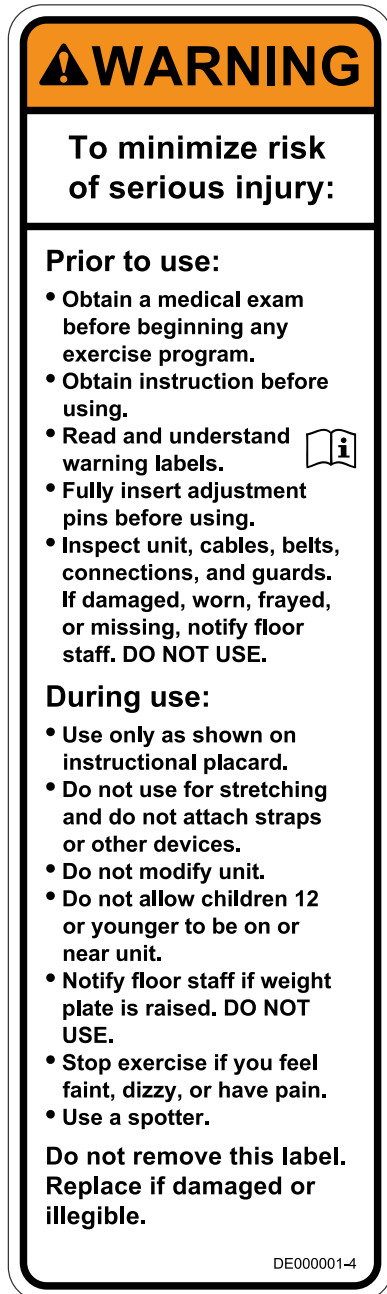 WARNING
To minimize risk
of serious injury:
Prior to use:
• Obtain a medical exam
before beginning any
exercise program.
• Obtain instruction before
using.
• Read and understand
warning labels.
• Fully insert adjustment
pins before using.
• Inspect unit, cables, belts,
connections, and guards.
If damaged, worn, frayed,
or missing, notify floor
staff. DO NOT USE.
During use:
• Use only as shown on
instructional placard.
• Do not use for stretching
and do not attach straps
or other devices.
• Do not modify unit.
• Do not allow children 12
or younger to be on or
near unit.
• Notify floor staff if weight
plate is raised. DO NOT
USE.
• Stop exercise if you feel
faint, dizzy, or have pain.
• Use a spotter.
Do not remove this label.
Replace if damaged or
illegible.
DE000001-4